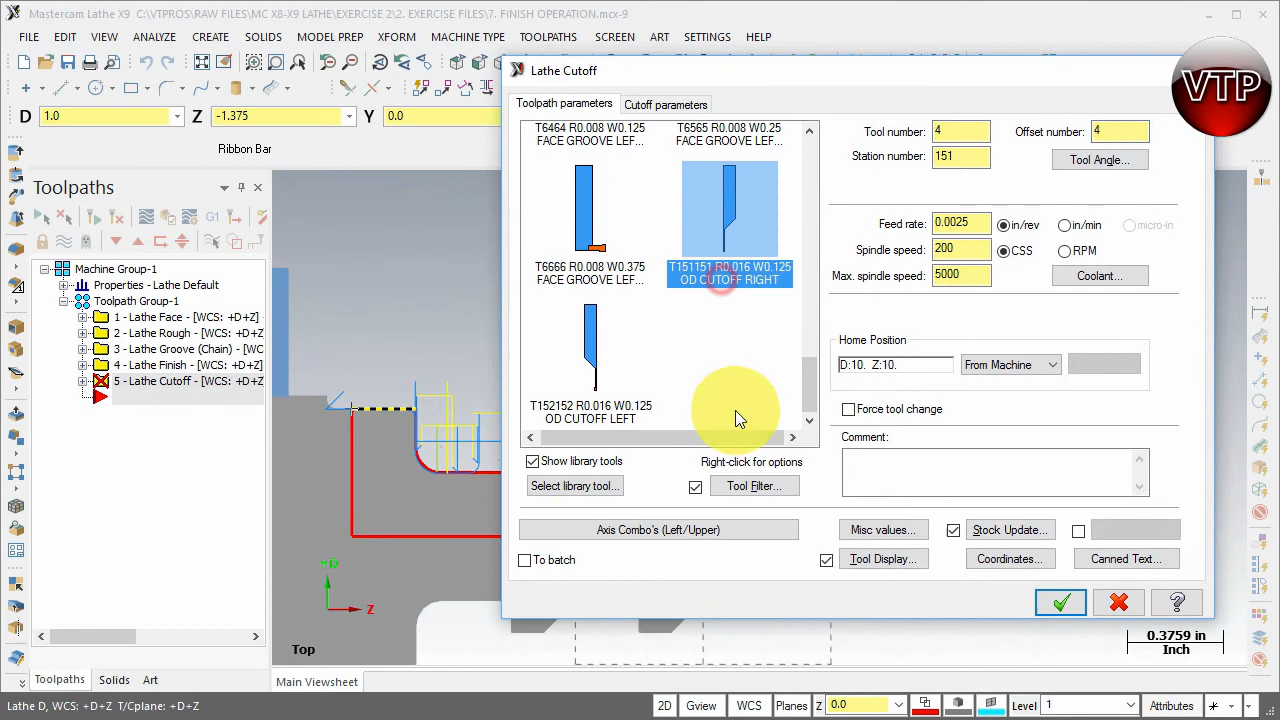 Mastercam Lathe X9 C:\VTPROS\RAW FILES\MC X8-X9 LATHE\EXERCISE 2\2. EXERCISE FILES\7. FINISH OPERATION.mcx-9
FILE EDIT VIEW ANALYZE CREATE SOLIDS MODEL PREP XFORM MACHINE TYPE TOOLPATHS SCREEN ART SETTINGS HELP
D 1.0 Z -1.375 Y 0.0
Ribbon Bar
Toolpaths
Machine Group-1
Properties - Lathe Default
Toolpath Group-1
1 - Lathe Face - [WCS: +D+Z]
2 - Lathe Rough - [WCS: +D+Z]
3 - Lathe Groove (Chain) - [WC
4 - Lathe Finish - [WCS: +D+Z]
5 - Lathe Cutoff - [WCS: +D+Z]
Toolpaths Solids Art
Lathe Cutoff
Toolpath parameters Cutoff parameters
T6464 R0.008 W0.125
FACE GROOVE LEF...
T6565 R0.008 W0.25
FACE GROOVE LEF...
T6666 R0.008 W0.375
FACE GROOVE LEF...
T151151 R0.016 W0.125
OD CUTOFF RIGHT
T152152 R0.016 W0.125
OD CUTOFF LEFT
Show library tools
Right-click for options
Select library tool...
Tool Filter...
Axis Combo's (Left/Upper)
To batch
Tool number: 4 Offset number: 4
Station number: 151 Tool Angle...
Feed rate: 0.0025 in/rev in/min micro-in
Spindle speed: 200 CSS RPM
Max. spindle speed: 5000 Coolant...
Home Position
D:10. Z:10. From Machine
Force tool change
Comment:
Misc values... Stock Update...
Tool Display... Coordinates... Canned Text...
VTP
+D
Z
Top
0.3759 in
Inch
Main Viewsheet
Lathe D, WCS: +D+Z T/Cplane: +D+Z
2D Gview WCS Planes Z 0.0 Level 1 Attributes